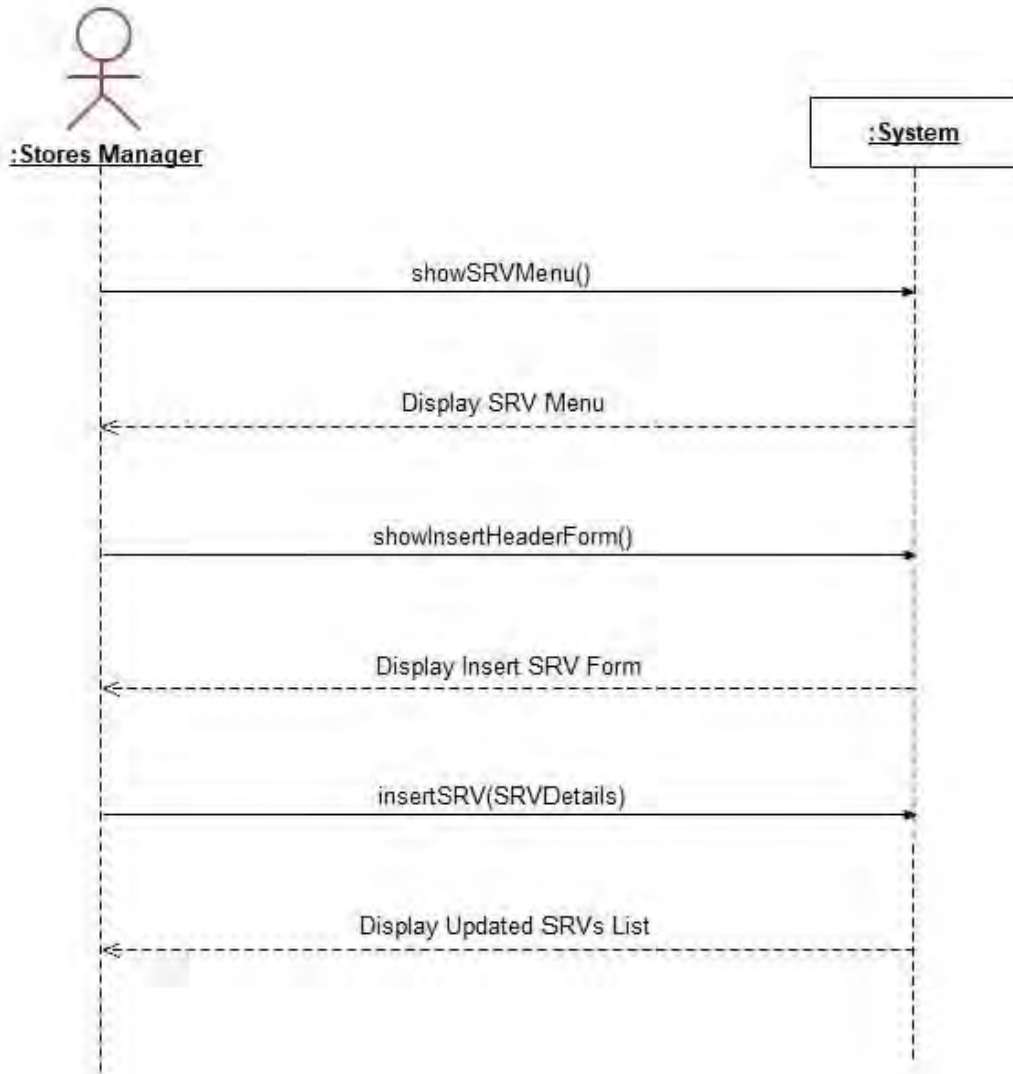 :Stores Manager
:System
showSRVMenu()
Display SRV Menu
showInsertHeaderForm()
Display Insert SRV Form
insertSRV(SRVDetails)
Display Updated SRVs List